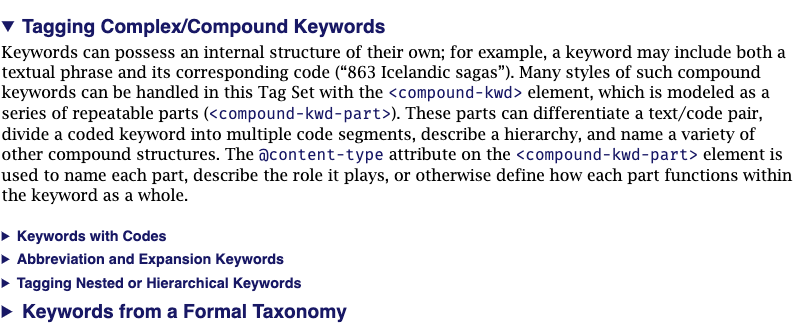 ▼ Tagging Complex/Compound Keywords
Keywords can possess an internal structure of their own; for example, a keyword may include both a
textual phrase and its corresponding code (“863 Icelandic sagas”). Many styles of such compound
keywords can be handled in this Tag Set with the <compound-kwd> element, which is modeled as a
series of repeatable parts (<compound-kwd-part>). These parts can differentiate a text/code pair,
divide a coded keyword into multiple code segments, describe a hierarchy, and name a variety of
other compound structures. The @content-type attribute on the <compound-kwd-part> element is
used to name each part, describe the role it plays, or otherwise define how each part functions within
the keyword as a whole.
▶ Keywords with Codes
▶ Abbreviation and Expansion Keywords
▶ Tagging Nested or Hierarchical Keywords
▶ Keywords from a Formal Taxonomy